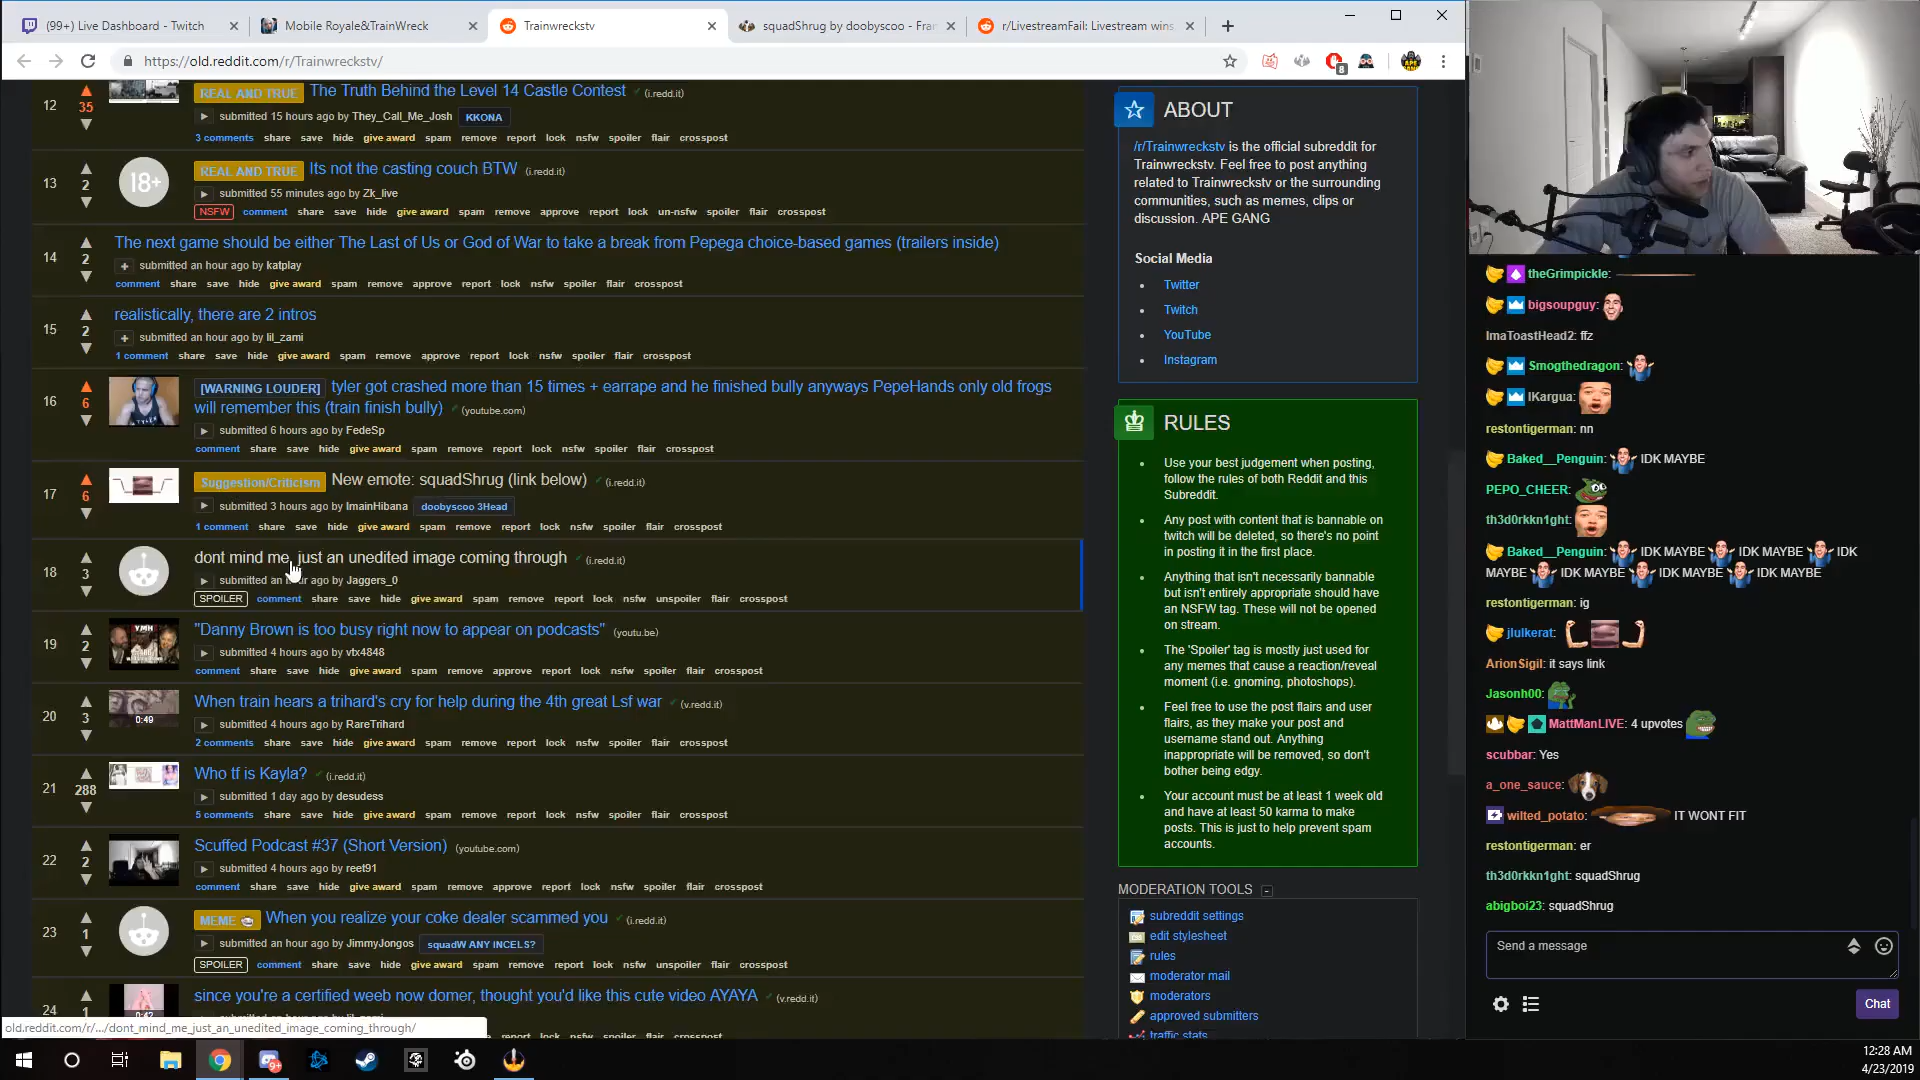 (99+) Live Dashboard - Twitch
Mobile Royale&TrainWreck
Trainwreckstv
squadShrug by doobyscoo - Fran
r/LivestreamFail: Livestream wins,
https://old.reddit.com/r/Trainwreckstv/
8
12
35
REAL AND TRUE The Truth Behind the Level 14 Castle Contest (i.redd.it)
submitted 15 hours ago by They_Call_Me_Josh KKONA
3 comments share save hide give award spam remove report lock nsfw spoiler flair crosspost
13
2
18+
REAL AND TRUE Its not the casting couch BTW (i.redd.it)
submitted 55 minutes ago by Zk_live
NSFW comment share save hide give award spam remove approve report lock un-nsfw spoiler flair crosspost
14
2
The next game should be either The Last of Us or God of War to take a break from Pepega choice-based games (trailers inside)
submitted an hour ago by katplay
comment share save hide give award spam remove approve report lock nsfw spoiler flair crosspost
15
2
realistically, there are 2 intros
submitted an hour ago by lil_zami
1 comment share save hide give award spam remove approve report lock nsfw spoiler flair crosspost
16
6
[WARNING LOUDER] tyler got crashed more than 15 times + earrape and he finished bully anyways PepeHands only old frogs
will remember this (train finish bully) (youtube.com)
submitted 6 hours ago by FedeSp
comment share save hide give award spam remove report lock nsfw spoiler flair crosspost
17
6
Suggestion/Criticism New emote: squadShrug (link below) (i.redd.it)
submitted 3 hours ago by ImainHibana doobyscoo 3Head
1 comment share save hide give award spam remove report lock nsfw spoiler flair crosspost
18
3
dont mind me, just an unedited image coming through (i.redd.it)
submitted an hour ago by Jaggers_0
SPOILER comment share save hide give award spam remove report lock nsfw unspoiler flair crosspost
19
2
"Danny Brown is too busy right now to appear on podcasts" (youtu.be)
submitted 4 hours ago by vtx4848
comment share save hide give award spam remove approve report lock nsfw spoiler flair crosspost
20
3
0:49
When train hears a trihard's cry for help during the 4th great Lsf war (v.redd.it)
submitted 4 hours ago by RareTrihard
2 comments share save hide give award spam remove report lock nsfw spoiler flair crosspost
21
288
Who tf is Kayla? (i.redd.it)
submitted 1 day ago by desudess
5 comments share save hide give award spam remove report lock nsfw spoiler flair crosspost
22
2
Scuffed Podcast #37 (Short Version) (youtube.com)
submitted 4 hours ago by reet91
comment share save hide give award spam remove approve report lock nsfw spoiler flair crosspost
23
1
MEME When you realize your coke dealer scammed you (i.redd.it)
submitted an hour ago by JimmyJongos squadW ANY INCELS?
SPOILER comment share save hide give award spam remove report lock nsfw unspoiler flair crosspost
24
1
0:42
since you're a certified weeb now domer, thought you'd like this cute video AYAYA (v.redd.it)
old.reddit.com/r/.../dont_mind_me_just_an_unedited_image_coming_through/
ABOUT
/r/Trainwreckstv is the official subreddit for
Trainwreckstv. Feel free to post anything
related to Trainwreckstv or the surrounding
communities, such as memes, clips or
discussion. APE GANG
Social Media
Twitter
Twitch
YouTube
Instagram
RULES
Use your best judgement when posting,
follow the rules of both Reddit and this
Subreddit.
Any post with content that is bannable on
twitch will be deleted, so there's no point
in posting it in the first place.
Anything that isn't necessarily bannable
but isn't entirely appropriate should have
an NSFW tag. These will not be opened
on stream.
The 'Spoiler' tag is mostly just used for
any memes that cause a reaction/reveal
moment (i.e. gnoming, photoshops).
Feel free to use the post flairs and user
flairs, as they make your post and
username stand out. Anything
inappropriate will be removed, so don't
bother being edgy.
Your account must be at least 1 week old
and have at least 50 karma to make
posts. This is just to help prevent spam
accounts.
MODERATION TOOLS
subreddit settings
edit stylesheet
rules
moderator mail
moderators
approved submitters
traffic stats
theGrimpickle:
bigsoupguy:
ImaToastHead2: ffz
Smogthedragon:
IKargua:
restontigerman: nn
Baked__Penguin: IDK MAYBE
PEPO_CHEER:
th3d0rkkn1ght:
Baked__Penguin: IDK MAYBE IDK MAYBE IDK
MAYBE IDK MAYBE IDK MAYBE IDK MAYBE
restontigerman: ig
jlulkerat:
ArionSigil: it says link
Jasonh00:
MattManLIVE: 4 upvotes
scubbar: Yes
a_one_sauce:
wilted_potato: IT WONT FIT
restontigerman: er
th3d0rkkn1ght: squadShrug
abigboi23: squadShrug
Send a message
Chat
9+
12:28 AM
4/23/2019